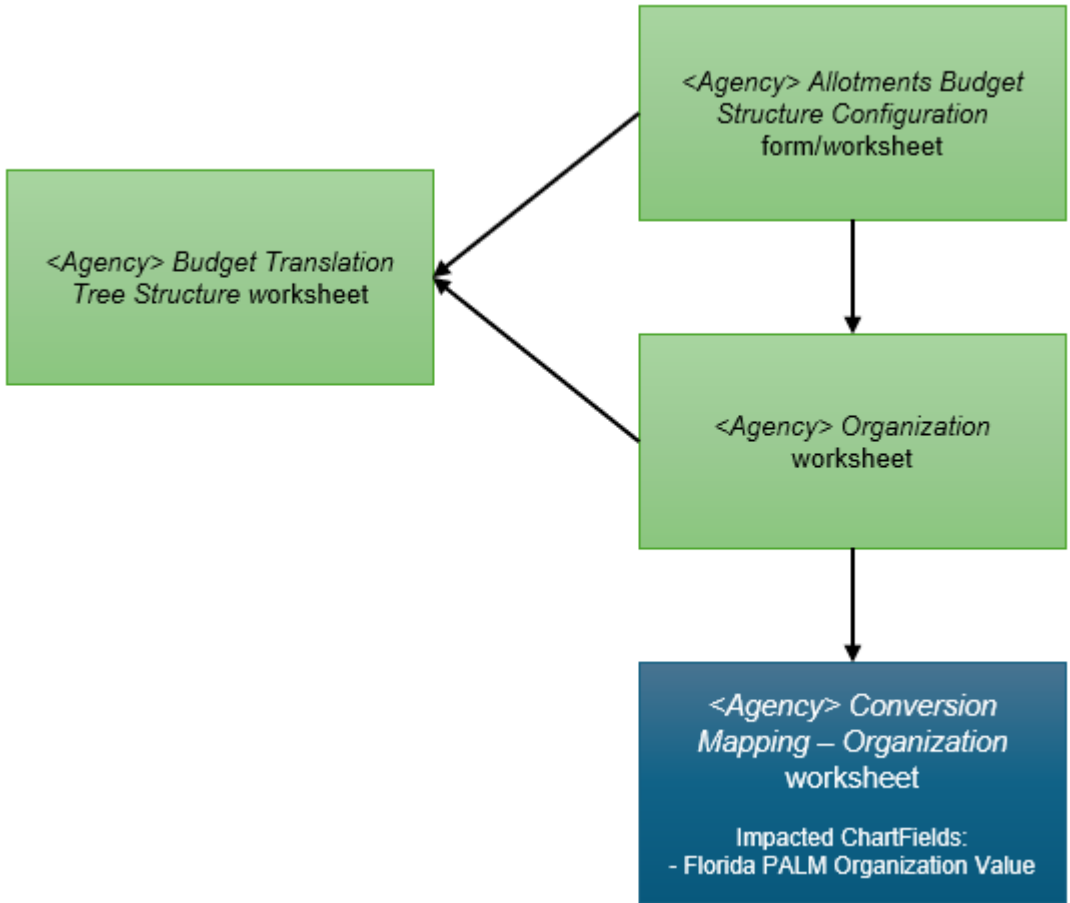 <Agency> Allotments Budget
Structure Configuration
form/worksheet
<Agency> Budget Translation
Tree Structure worksheet
<Agency> Organization
worksheet
<Agency> Conversion
Mapping – Organization
worksheet
Impacted ChartFields:
- Florida PALM Organization Value